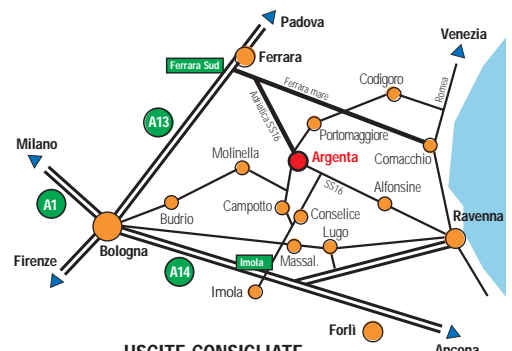 Padova
Venezia
Ferrara
Ferrara Sud
Ferrara mare
Codigoro
Romea
A13
Adriatica SS16
Portomaggiore
Milano
Molinella
Argenta
Comacchio
A1
SS16
Alfonsine
Budrio
Campotto
Conselice
Ravenna
Bologna
Lugo
Firenze
A14
Imola
Massal.
Imola
Forlì
Ancona
USCITE CONSIGLIATE